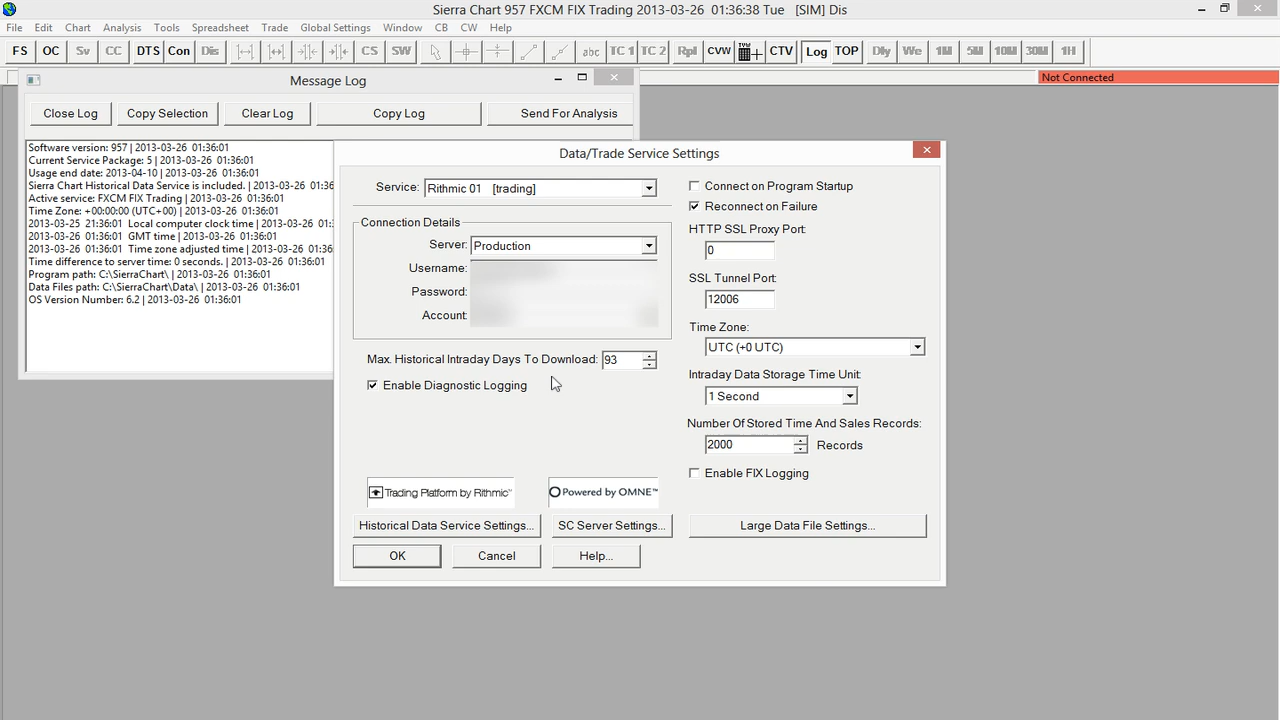 Sierra Chart 957 FXCM FIX Trading 2013-03-26  01:36:38 Tue   [SIM] Dis
File Edit Chart Analysis Tools Spreadsheet Trade Global Settings Window CB CW Help
FS OC Sv CC DTS Con Dis CS SW abc TC 1 TC 2 Rpl CVW TVM CTV Log TOP Dly We 1M 5M 10M 30M 1H
Not Connected
Message Log
Close Log Copy Selection Clear Log Copy Log Send For Analysis
Software version: 957 | 2013-03-26  01:36:01
Current Service Package: 5 | 2013-03-26  01:36:01
Usage end date: 2013-04-10 | 2013-03-26  01:36:01
Sierra Chart Historical Data Service is included. | 2013-03-26  01:36
Active service: FXCM FIX Trading | 2013-03-26  01:36:01
Time Zone: +00:00:00 (UTC+00) | 2013-03-26  01:36:01
2013-03-25  21:36:01  Local computer clock time | 2013-03-26  01:36:
2013-03-26  01:36:01  GMT time | 2013-03-26  01:36:01
2013-03-26  01:36:01  Time zone adjusted time | 2013-03-26  01:36:0
Time difference to server time: 0 seconds. | 2013-03-26  01:36:01
Program path: C:\SierraChart\ | 2013-03-26  01:36:01
Data Files path: C:\SierraChart\Data\ | 2013-03-26  01:36:01
OS Version Number: 6.2 | 2013-03-26  01:36:01
Data/Trade Service Settings
Service: Rithmic 01   [trading]
Connection Details
Server: Production
Username:
Password:
Account:
Max. Historical Intraday Days To Download: 93
Enable Diagnostic Logging
Trading Platform by Rithmic™
Powered by OMNE™
Historical Data Service Settings... SC Server Settings...
OK Cancel Help...
Connect on Program Startup
Reconnect on Failure
HTTP SSL Proxy Port:
0
SSL Tunnel Port:
12006
Time Zone:
UTC (+0 UTC)
Intraday Data Storage Time Unit:
1 Second
Number Of Stored Time And Sales Records:
2000 Records
Enable FIX Logging
Large Data File Settings...